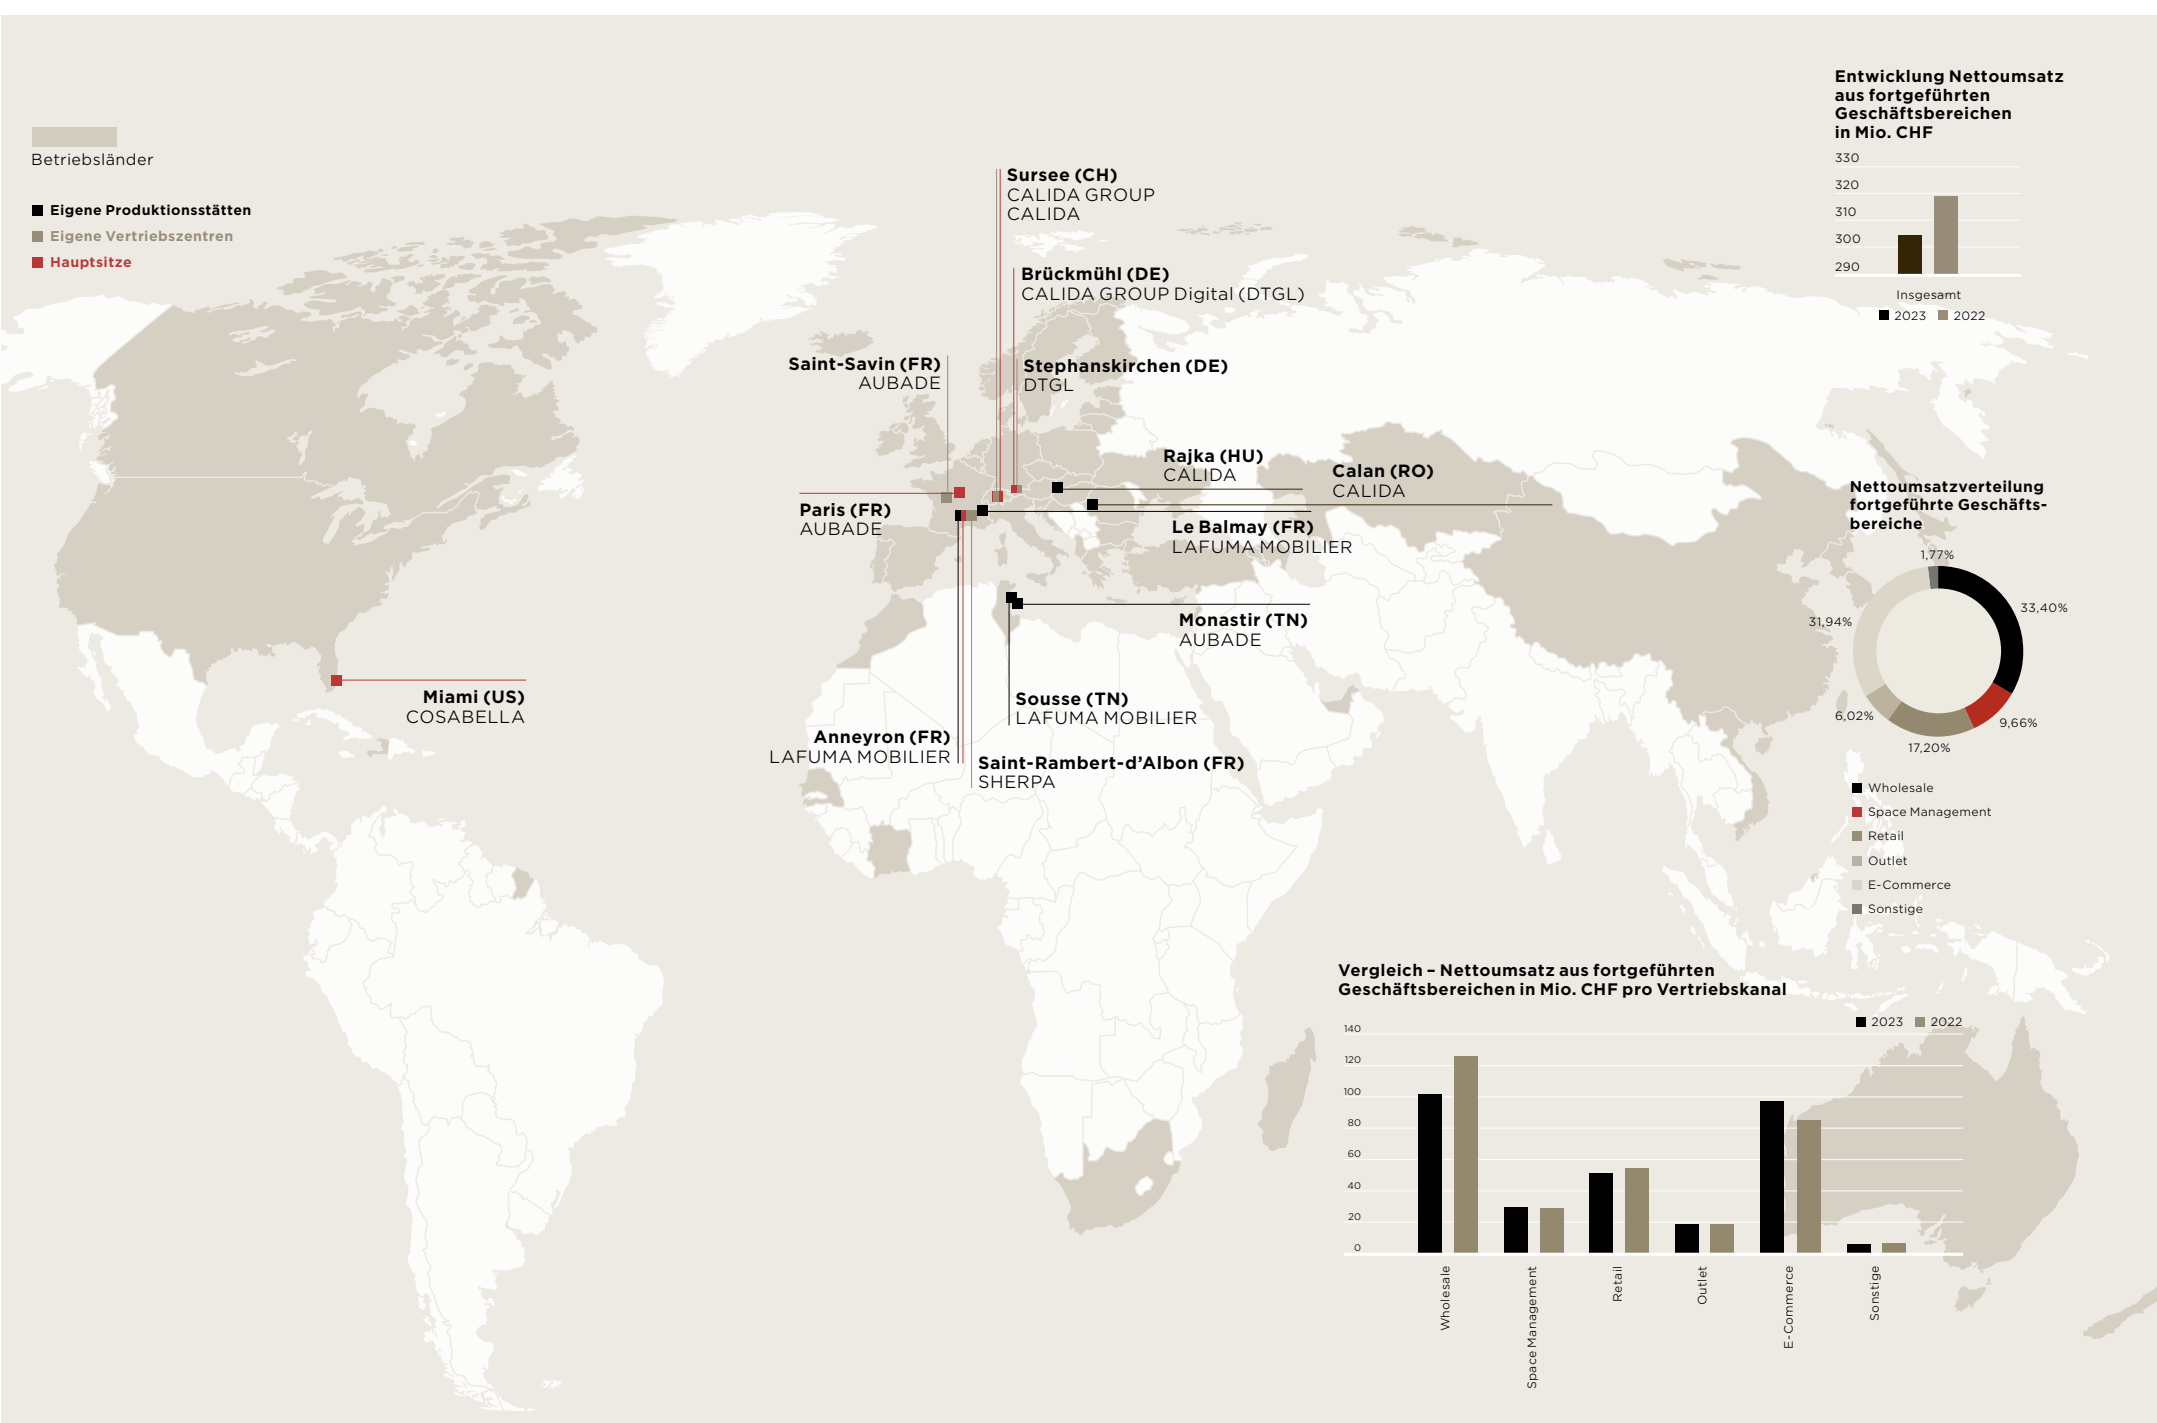 Betriebsländer
Eigene Produktionsstätten
Eigene Vertriebszentren
Hauptsitze
Sursee (CH)
CALIDA GROUP
CALIDA
Brückmühl (DE)
CALIDA GROUP Digital (DTGL)
Saint-Savin (FR)
AUBADE
Stephanskirchen (DE)
DTGL
Rajka (HU)
CALIDA
Calan (RO)
CALIDA
Paris (FR)
AUBADE
Le Balmay (FR)
LAFUMA MOBILIER
Monastir (TN)
AUBADE
Miami (US)
COSABELLA
Sousse (TN)
LAFUMA MOBILIER
Anneyron (FR)
LAFUMA MOBILIER
Saint-Rambert-d’Albon (FR)
SHERPA
Entwicklung Nettoumsatz
aus fortgeführten
Geschäftsbereichen
in Mio. CHF
330
320
310
300
290
Insgesamt
2023 2022
Nettoumsatzverteilung
fortgeführte Geschäfts-
bereiche
1,77%
33,40%
31,94%
6,02%
9,66%
17,20%
Wholesale
Space Management
Retail
Outlet
E-Commerce
Sonstige
Vergleich – Nettoumsatz aus fortgeführten
Geschäftsbereichen in Mio. CHF pro Vertriebskanal
2023 2022
140
120
100
80
60
40
20
0
Wholesale
Space Management
Retail
Outlet
E-Commerce
Sonstige